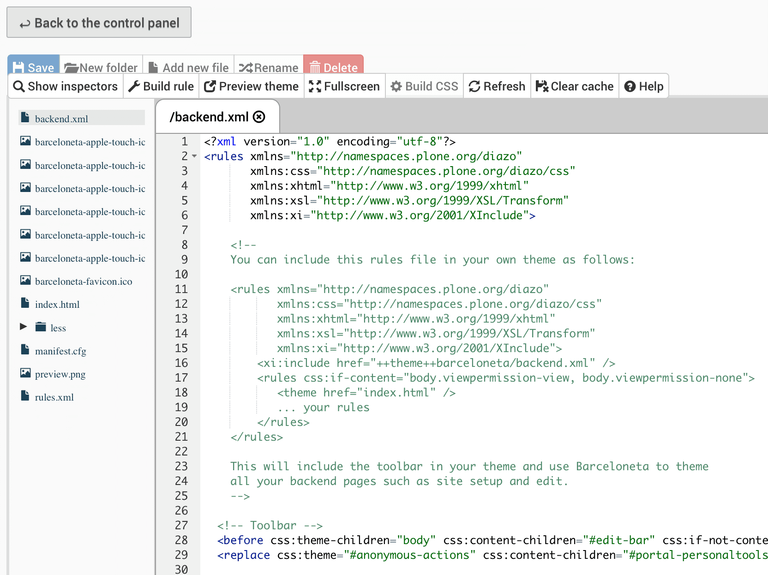 Back to the control panel
Save New folder Add new file Rename Delete
Show inspectors Build rule Preview theme Fullscreen Build CSS Refresh Clear cache Help
backend.xml
barceloneta-apple-touch-ic
barceloneta-apple-touch-ic
barceloneta-apple-touch-ic
barceloneta-apple-touch-ic
barceloneta-apple-touch-ic
barceloneta-apple-touch-ic
barceloneta-favicon.ico
index.html
less
manifest.cfg
preview.png
rules.xml
/backend.xml
1 <?xml version="1.0" encoding="utf-8"?>
2 <rules xmlns="http://namespaces.plone.org/diazo"
3 xmlns:css="http://namespaces.plone.org/diazo/css"
4 xmlns:xhtml="http://www.w3.org/1999/xhtml"
5 xmlns:xsl="http://www.w3.org/1999/XSL/Transform"
6 xmlns:xi="http://www.w3.org/2001/XInclude">
7
8 <!--
9 You can include this rules file in your own theme as follows:
10
11 <rules xmlns="http://namespaces.plone.org/diazo"
12 xmlns:css="http://namespaces.plone.org/diazo/css"
13 xmlns:xhtml="http://www.w3.org/1999/xhtml"
14 xmlns:xsl="http://www.w3.org/1999/XSL/Transform"
15 xmlns:xi="http://www.w3.org/2001/XInclude">
16 <xi:include href="++theme++barceloneta/backend.xml" />
17 <rules css:if-content="body.viewpermission-view, body.viewpermission-none">
18 <theme href="index.html" />
19 ... your rules
20 </rules>
21 </rules>
22
23 This will include the toolbar in your theme and use Barceloneta to theme
24 all your backend pages such as site setup and edit.
25 -->
26
27 <!-- Toolbar -->
28 <before css:theme-children="body" css:content-children="#edit-bar" css:if-not-conte
29 <replace css:theme="#anonymous-actions" css:content-children="#portal-personaltools
30